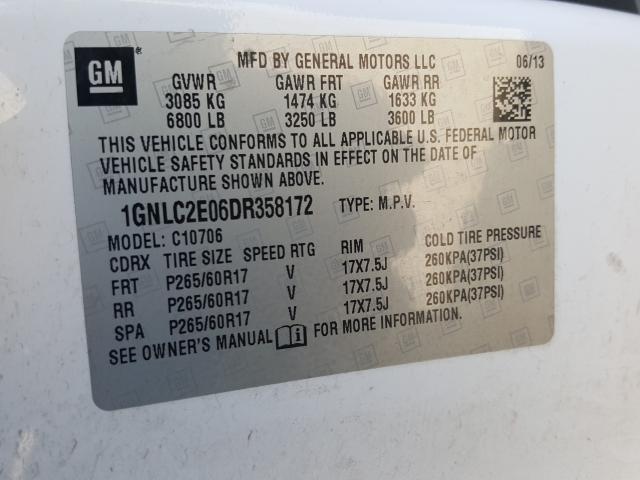 GM
MFD BY GENERAL MOTORS LLC 06/13
GVWR GAWR FRT GAWR RR
3085 KG 1474 KG 1633 KG
6800 LB 3250 LB 3600 LB
THIS VEHICLE CONFORMS TO ALL APPLICABLE U.S. FEDERAL MOTOR
VEHICLE SAFETY STANDARDS IN EFFECT ON THE DATE OF
MANUFACTURE SHOWN ABOVE.
1GNLC2E06DR358172 TYPE: M.P.V.
MODEL: C10706
CDRX TIRE SIZE SPEED RTG RIM COLD TIRE PRESSURE
FRT P265/60R17 V 17X7.5J 260KPA(37PSI)
RR P265/60R17 V 17X7.5J 260KPA(37PSI)
SPA P265/60R17 V 17X7.5J 260KPA(37PSI)
SEE OWNER'S MANUAL i FOR MORE INFORMATION.